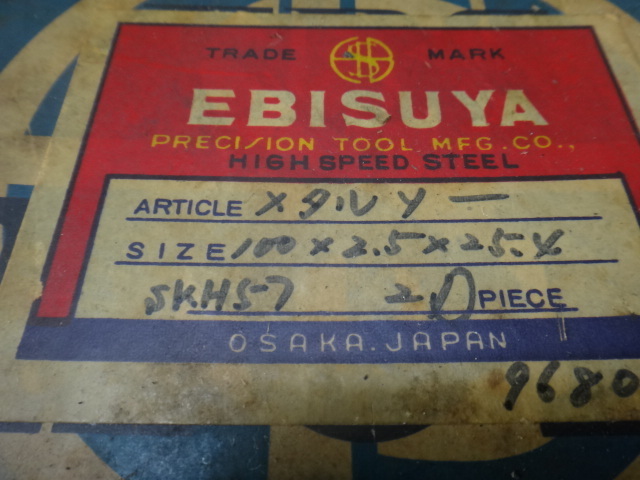 TRADE MARK
EBISUYA
PRECISION TOOL MFG. CO.,
HIGH SPEED STEEL
ARTICLE メタルソー
SIZE 100 x 2.5 x 25.4
SKH57 2 PIECE
OSAKA. JAPAN
9680